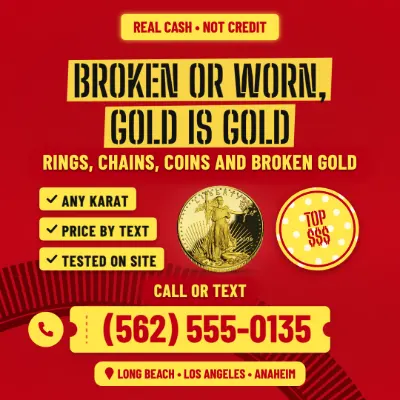 REAL CASH • NOT CREDIT
BROKEN OR WORN,
GOLD IS GOLD
RINGS, CHAINS, COINS AND BROKEN GOLD
ANY KARAT
PRICE BY TEXT
TESTED ON SITE
TOP
$$$
CALL OR TEXT
(562) 555-0135
LONG BEACH • LOS ANGELES • ANAHEIM